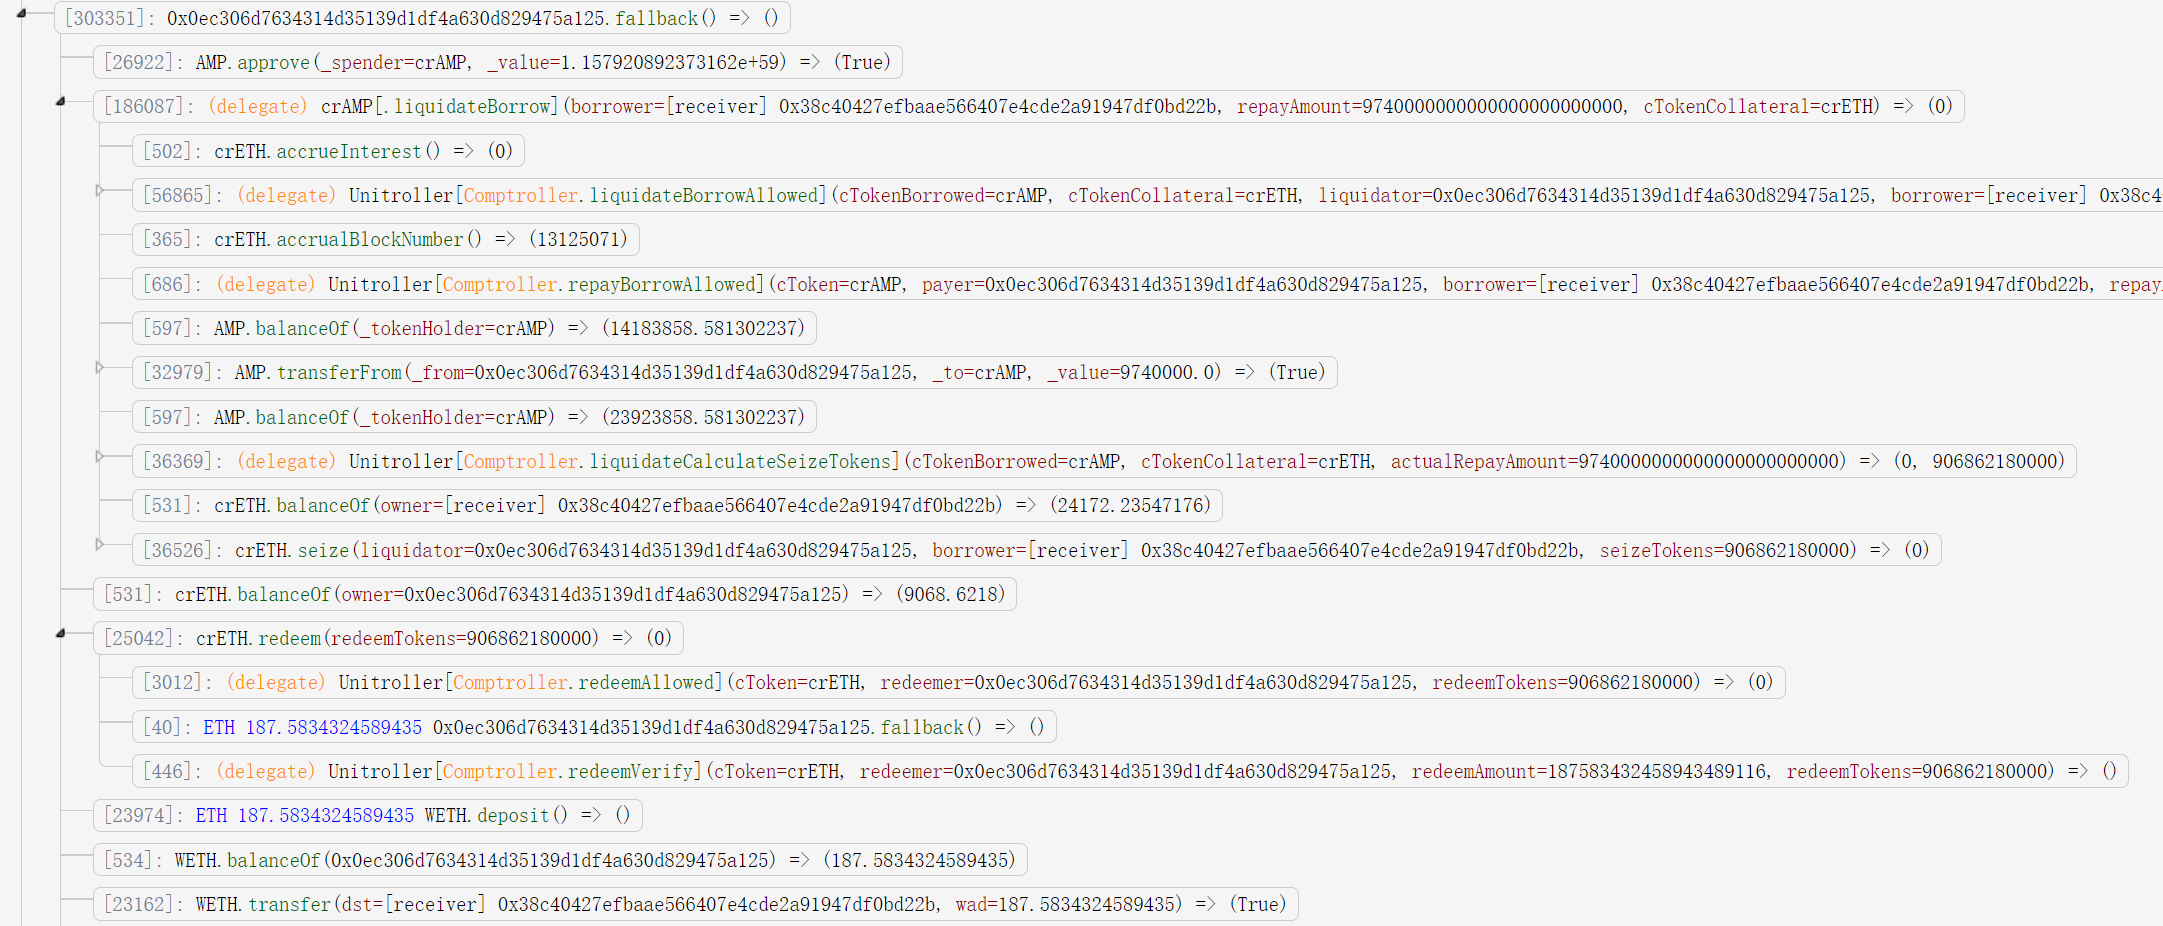 [303351]: 0x0ec306d7634314d35139d1df4a630d829475a125.fallback() => ()
[26922]: AMP.approve(_spender=crAMP, _value=1.157920892373162e+59) => (True)
[186087]: (delegate) crAMP[.liquidateBorrow](borrower=[receiver] 0x38c40427efbaae566407e4cde2a91947df0bd22b, repayAmount=9740000000000000000000000, cTokenCollateral=crETH) => (0)
[502]: crETH.accrueInterest() => (0)
[56865]: (delegate) Unitroller[Comptroller.liquidateBorrowAllowed](cTokenBorrowed=crAMP, cTokenCollateral=crETH, liquidator=0x0ec306d7634314d35139d1df4a630d829475a125, borrower=[receiver] 0x38c4
[365]: crETH.accrualBlockNumber() => (13125071)
[686]: (delegate) Unitroller[Comptroller.repayBorrowAllowed](cToken=crAMP, payer=0x0ec306d7634314d35139d1df4a630d829475a125, borrower=[receiver] 0x38c40427efbaae566407e4cde2a91947df0bd22b, repay
[597]: AMP.balanceOf(_tokenHolder=crAMP) => (14183858.581302237)
[32979]: AMP.transferFrom(_from=0x0ec306d7634314d35139d1df4a630d829475a125, _to=crAMP, _value=9740000.0) => (True)
[597]: AMP.balanceOf(_tokenHolder=crAMP) => (23923858.581302237)
[36369]: (delegate) Unitroller[Comptroller.liquidateCalculateSeizeTokens](cTokenBorrowed=crAMP, cTokenCollateral=crETH, actualRepayAmount=9740000000000000000000000) => (0, 906862180000)
[531]: crETH.balanceOf(owner=[receiver] 0x38c40427efbaae566407e4cde2a91947df0bd22b) => (24172.23547176)
[36526]: crETH.seize(liquidator=0x0ec306d7634314d35139d1df4a630d829475a125, borrower=[receiver] 0x38c40427efbaae566407e4cde2a91947df0bd22b, seizeTokens=906862180000) => (0)
[531]: crETH.balanceOf(owner=0x0ec306d7634314d35139d1df4a630d829475a125) => (9068.6218)
[25042]: crETH.redeem(redeemTokens=906862180000) => (0)
[3012]: (delegate) Unitroller[Comptroller.redeemAllowed](cToken=crETH, redeemer=0x0ec306d7634314d35139d1df4a630d829475a125, redeemTokens=906862180000) => (0)
[40]: ETH 187.5834324589435 0x0ec306d7634314d35139d1df4a630d829475a125.fallback() => ()
[446]: (delegate) Unitroller[Comptroller.redeemVerify](cToken=crETH, redeemer=0x0ec306d7634314d35139d1df4a630d829475a125, redeemAmount=187583432458943489116, redeemTokens=906862180000) => ()
[23974]: ETH 187.5834324589435 WETH.deposit() => ()
[534]: WETH.balanceOf(0x0ec306d7634314d35139d1df4a630d829475a125) => (187.5834324589435)
[23162]: WETH.transfer(dst=[receiver] 0x38c40427efbaae566407e4cde2a91947df0bd22b, wad=187.5834324589435) => (True)